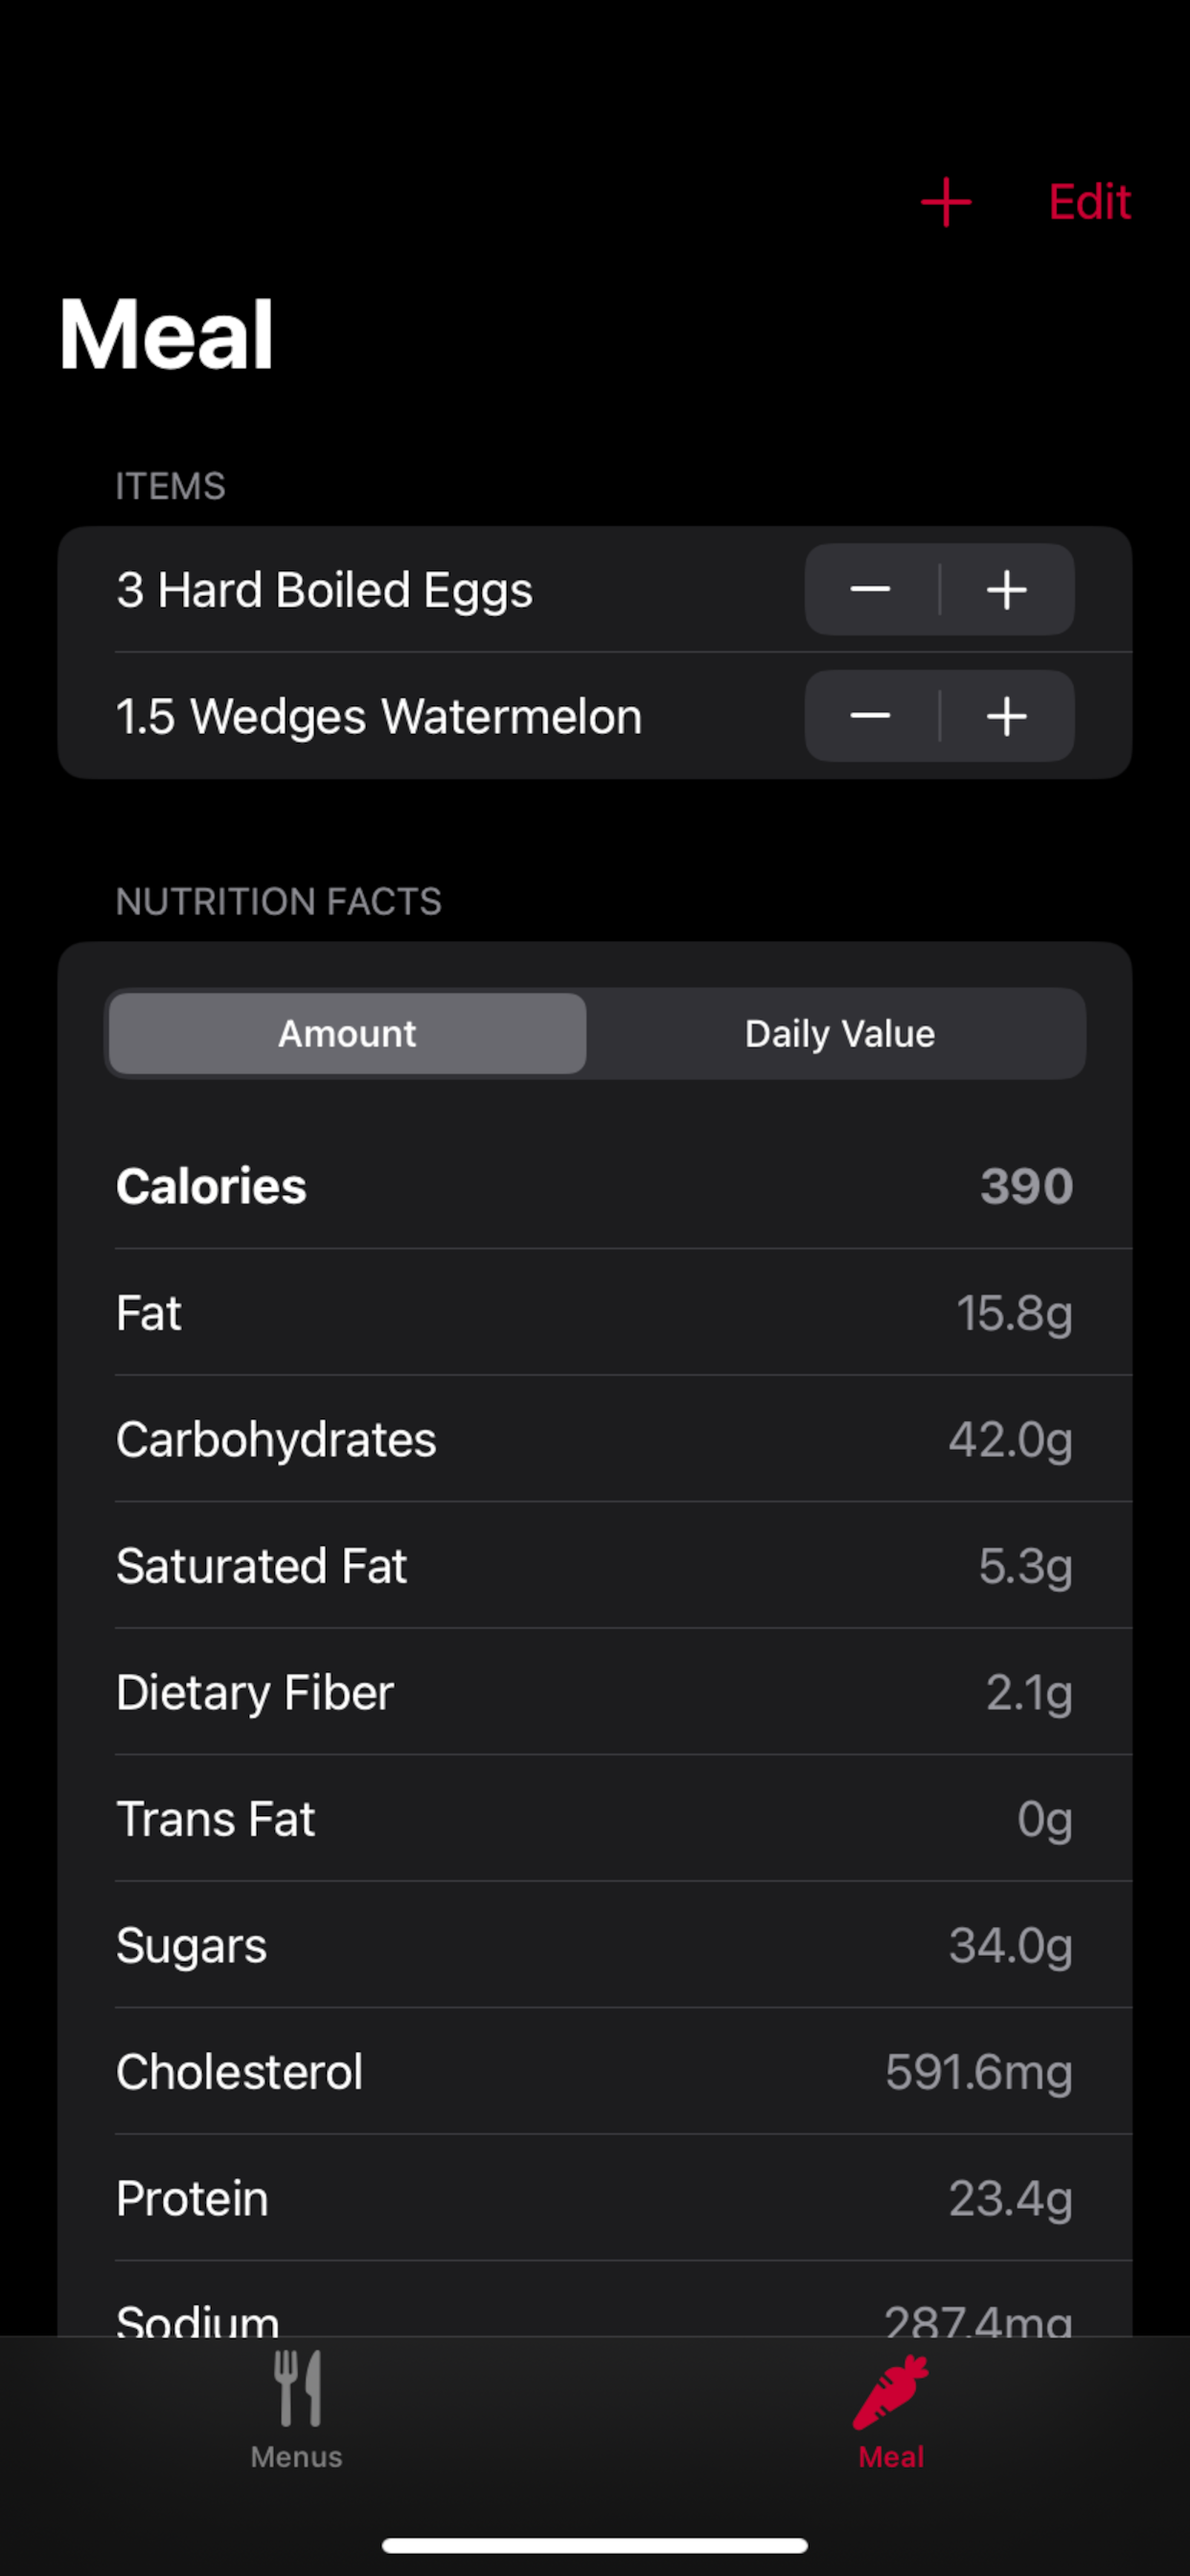 Edit
Meal
ITEMS
3 Hard Boiled Eggs
1.5 Wedges Watermelon
NUTRITION FACTS
Amount Daily Value
Calories 390
Fat 15.8g
Carbohydrates 42.0g
Saturated Fat 5.3g
Dietary Fiber 2.1g
Trans Fat 0g
Sugars 34.0g
Cholesterol 591.6mg
Protein 23.4g
Sodium 287.4mg
Menus Meal